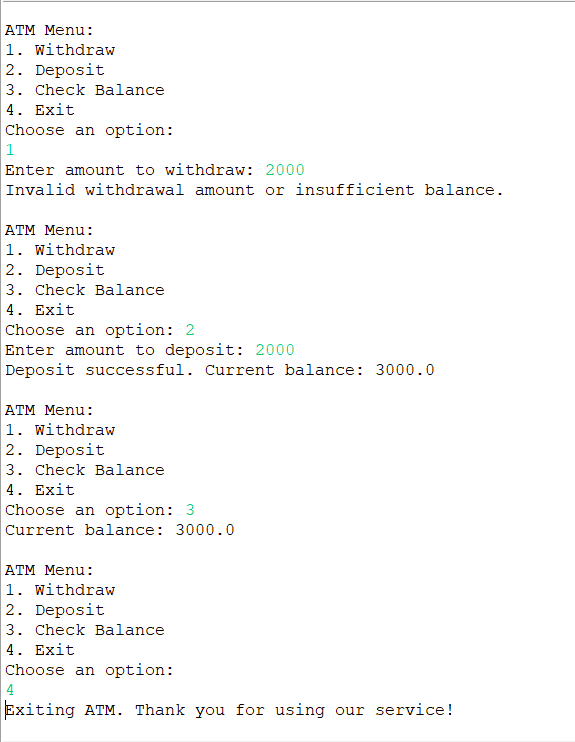 ATM Menu:
1. Withdraw
2. Deposit
3. Check Balance
4. Exit
Choose an option:
1
Enter amount to withdraw: 2000
Invalid withdrawal amount or insufficient balance.
ATM Menu:
1. Withdraw
2. Deposit
3. Check Balance
4. Exit
Choose an option: 2
Enter amount to deposit: 2000
Deposit successful. Current balance: 3000.0
ATM Menu:
1. Withdraw
2. Deposit
3. Check Balance
4. Exit
Choose an option: 3
Current balance: 3000.0
ATM Menu:
1. Withdraw
2. Deposit
3. Check Balance
4. Exit
Choose an option:
4
Exiting ATM. Thank you for using our service!